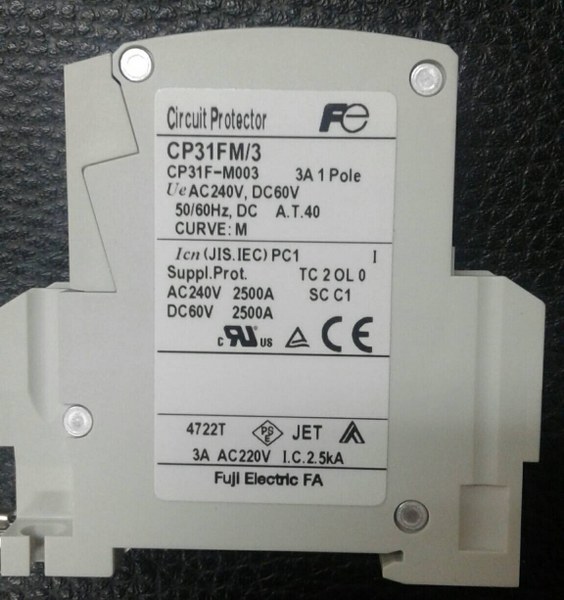 Circuit Protector Fe
CP31FM/3
CP31F-M003 3A 1 Pole
Ue AC240V, DC60V
50/60Hz, DC A.T.40
CURVE: M
Icn (JIS.IEC) PC1 I
Suppl.Prot. TC 2 OL 0
AC240V 2500A SC C1
DC60V 2500A
c RU US CE
4722T PSE JET
3A AC220V I.C.2.5kA
Fuji Electric FA